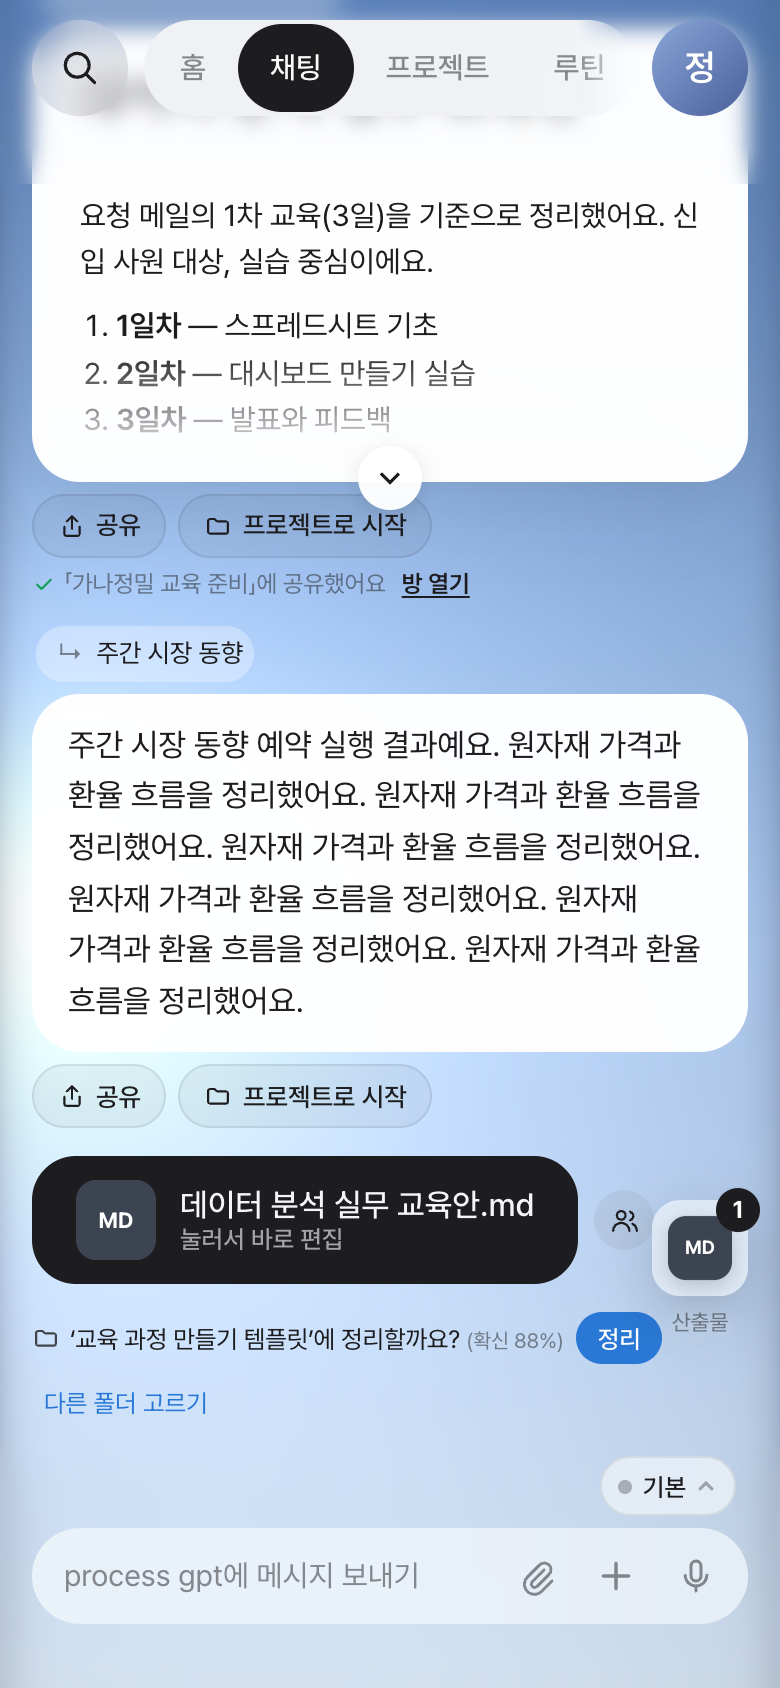 홈
채팅
프로젝트
루틴
정
요청 메일의 1차 교육(3일)을 기준으로 정리했어요. 신
입 사원 대상, 실습 중심이에요.
1. 1일차 — 스프레드시트 기초
2. 2일차 — 대시보드 만들기 실습
3. 3일차 — 발표와 피드백
공유
프로젝트로 시작
「가나정밀 교육 준비」에 공유했어요 방 열기
주간 시장 동향
주간 시장 동향 예약 실행 결과예요. 원자재 가격과
환율 흐름을 정리했어요. 원자재 가격과 환율 흐름을
정리했어요. 원자재 가격과 환율 흐름을 정리했어요.
원자재 가격과 환율 흐름을 정리했어요. 원자재
가격과 환율 흐름을 정리했어요. 원자재 가격과 환율
흐름을 정리했어요.
공유
프로젝트로 시작
MD
데이터 분석 실무 교육안.md
눌러서 바로 편집
1
MD
산출물
‘교육 과정 만들기 템플릿’에 정리할까요? (확신 88%)
정리
다른 폴더 고르기
기본
process gpt에 메시지 보내기